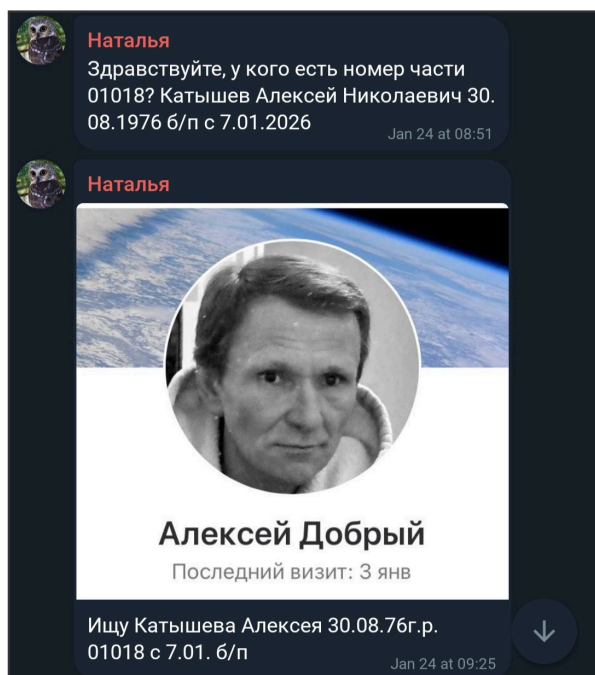 Наталья
Здравствуйте, у кого есть номер части
01018? Катышев Алексей Николаевич 30.
08.1976 б/п с 7.01.2026
Jan 24 at 08:51
Наталья
Алексей Добрый
Последний визит: 3 янв
Ищу Катышева Алексея 30.08.76г.р.
01018 с 7.01. б/п
Jan 24 at 09:25